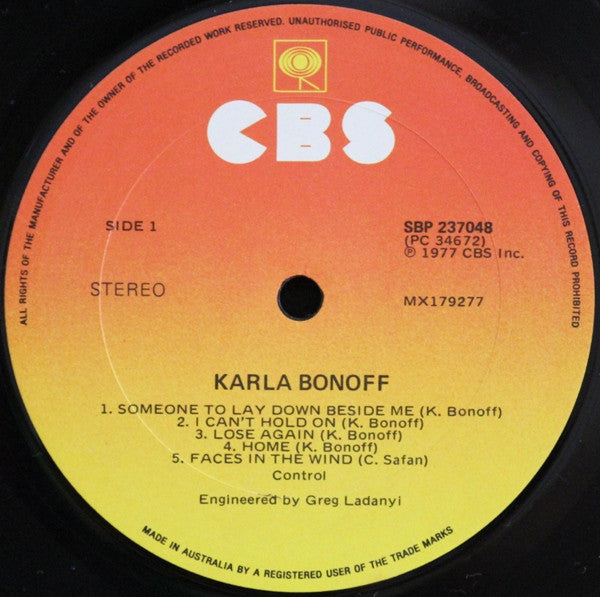 ALL RIGHTS OF THE MANUFACTURER AND OF THE OWNER OF THE RECORDED WORK RESERVED. UNAUTHORISED PUBLIC PERFORMANCE, BROADCASTING AND COPYING OF THIS RECORD PROHIBITED
CBS
SIDE 1
SBP 237048
(PC 34672)
℗ 1977 CBS Inc.
STEREO
MX179277
KARLA BONOFF
1. SOMEONE TO LAY DOWN BESIDE ME (K. Bonoff)
2. I CAN'T HOLD ON (K. Bonoff)
3. LOSE AGAIN (K. Bonoff)
4. HOME (K. Bonoff)
5. FACES IN THE WIND (C. Safan)
Control
Engineered by Greg Ladanyi
MADE IN AUSTRALIA BY A REGISTERED USER OF THE TRADE MARKS